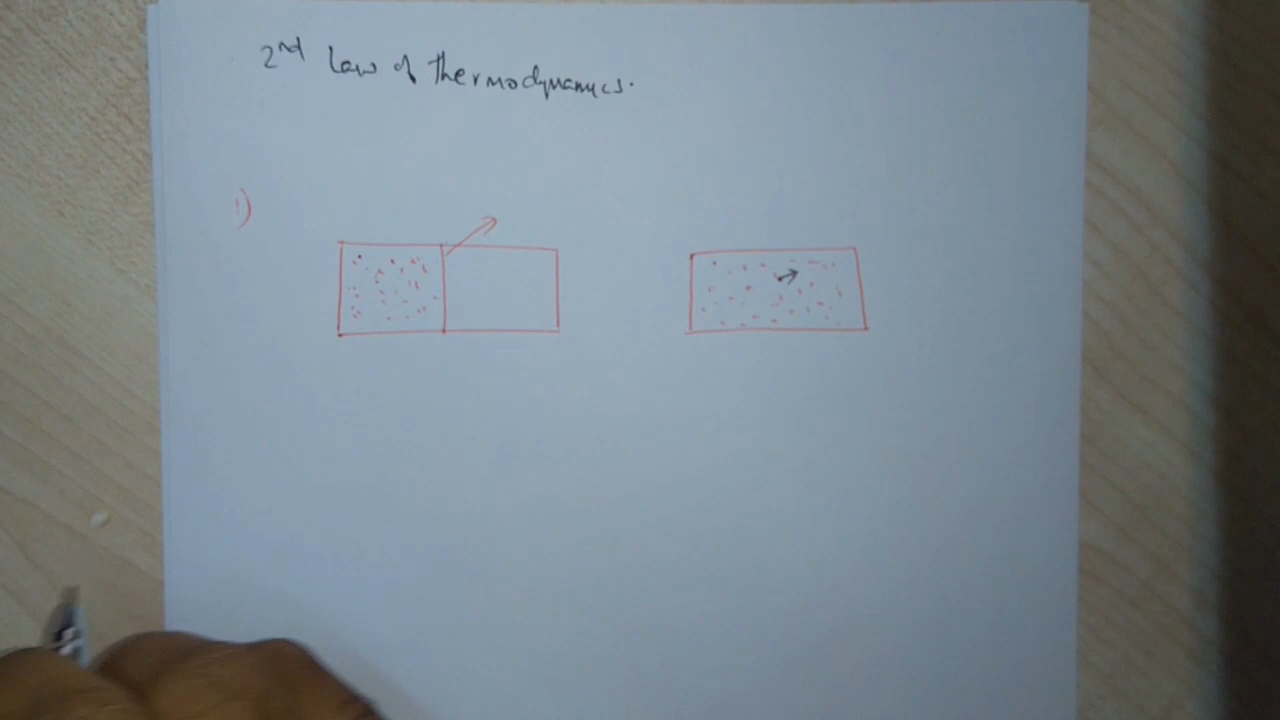 2nd Law of thermodynamics.
1)